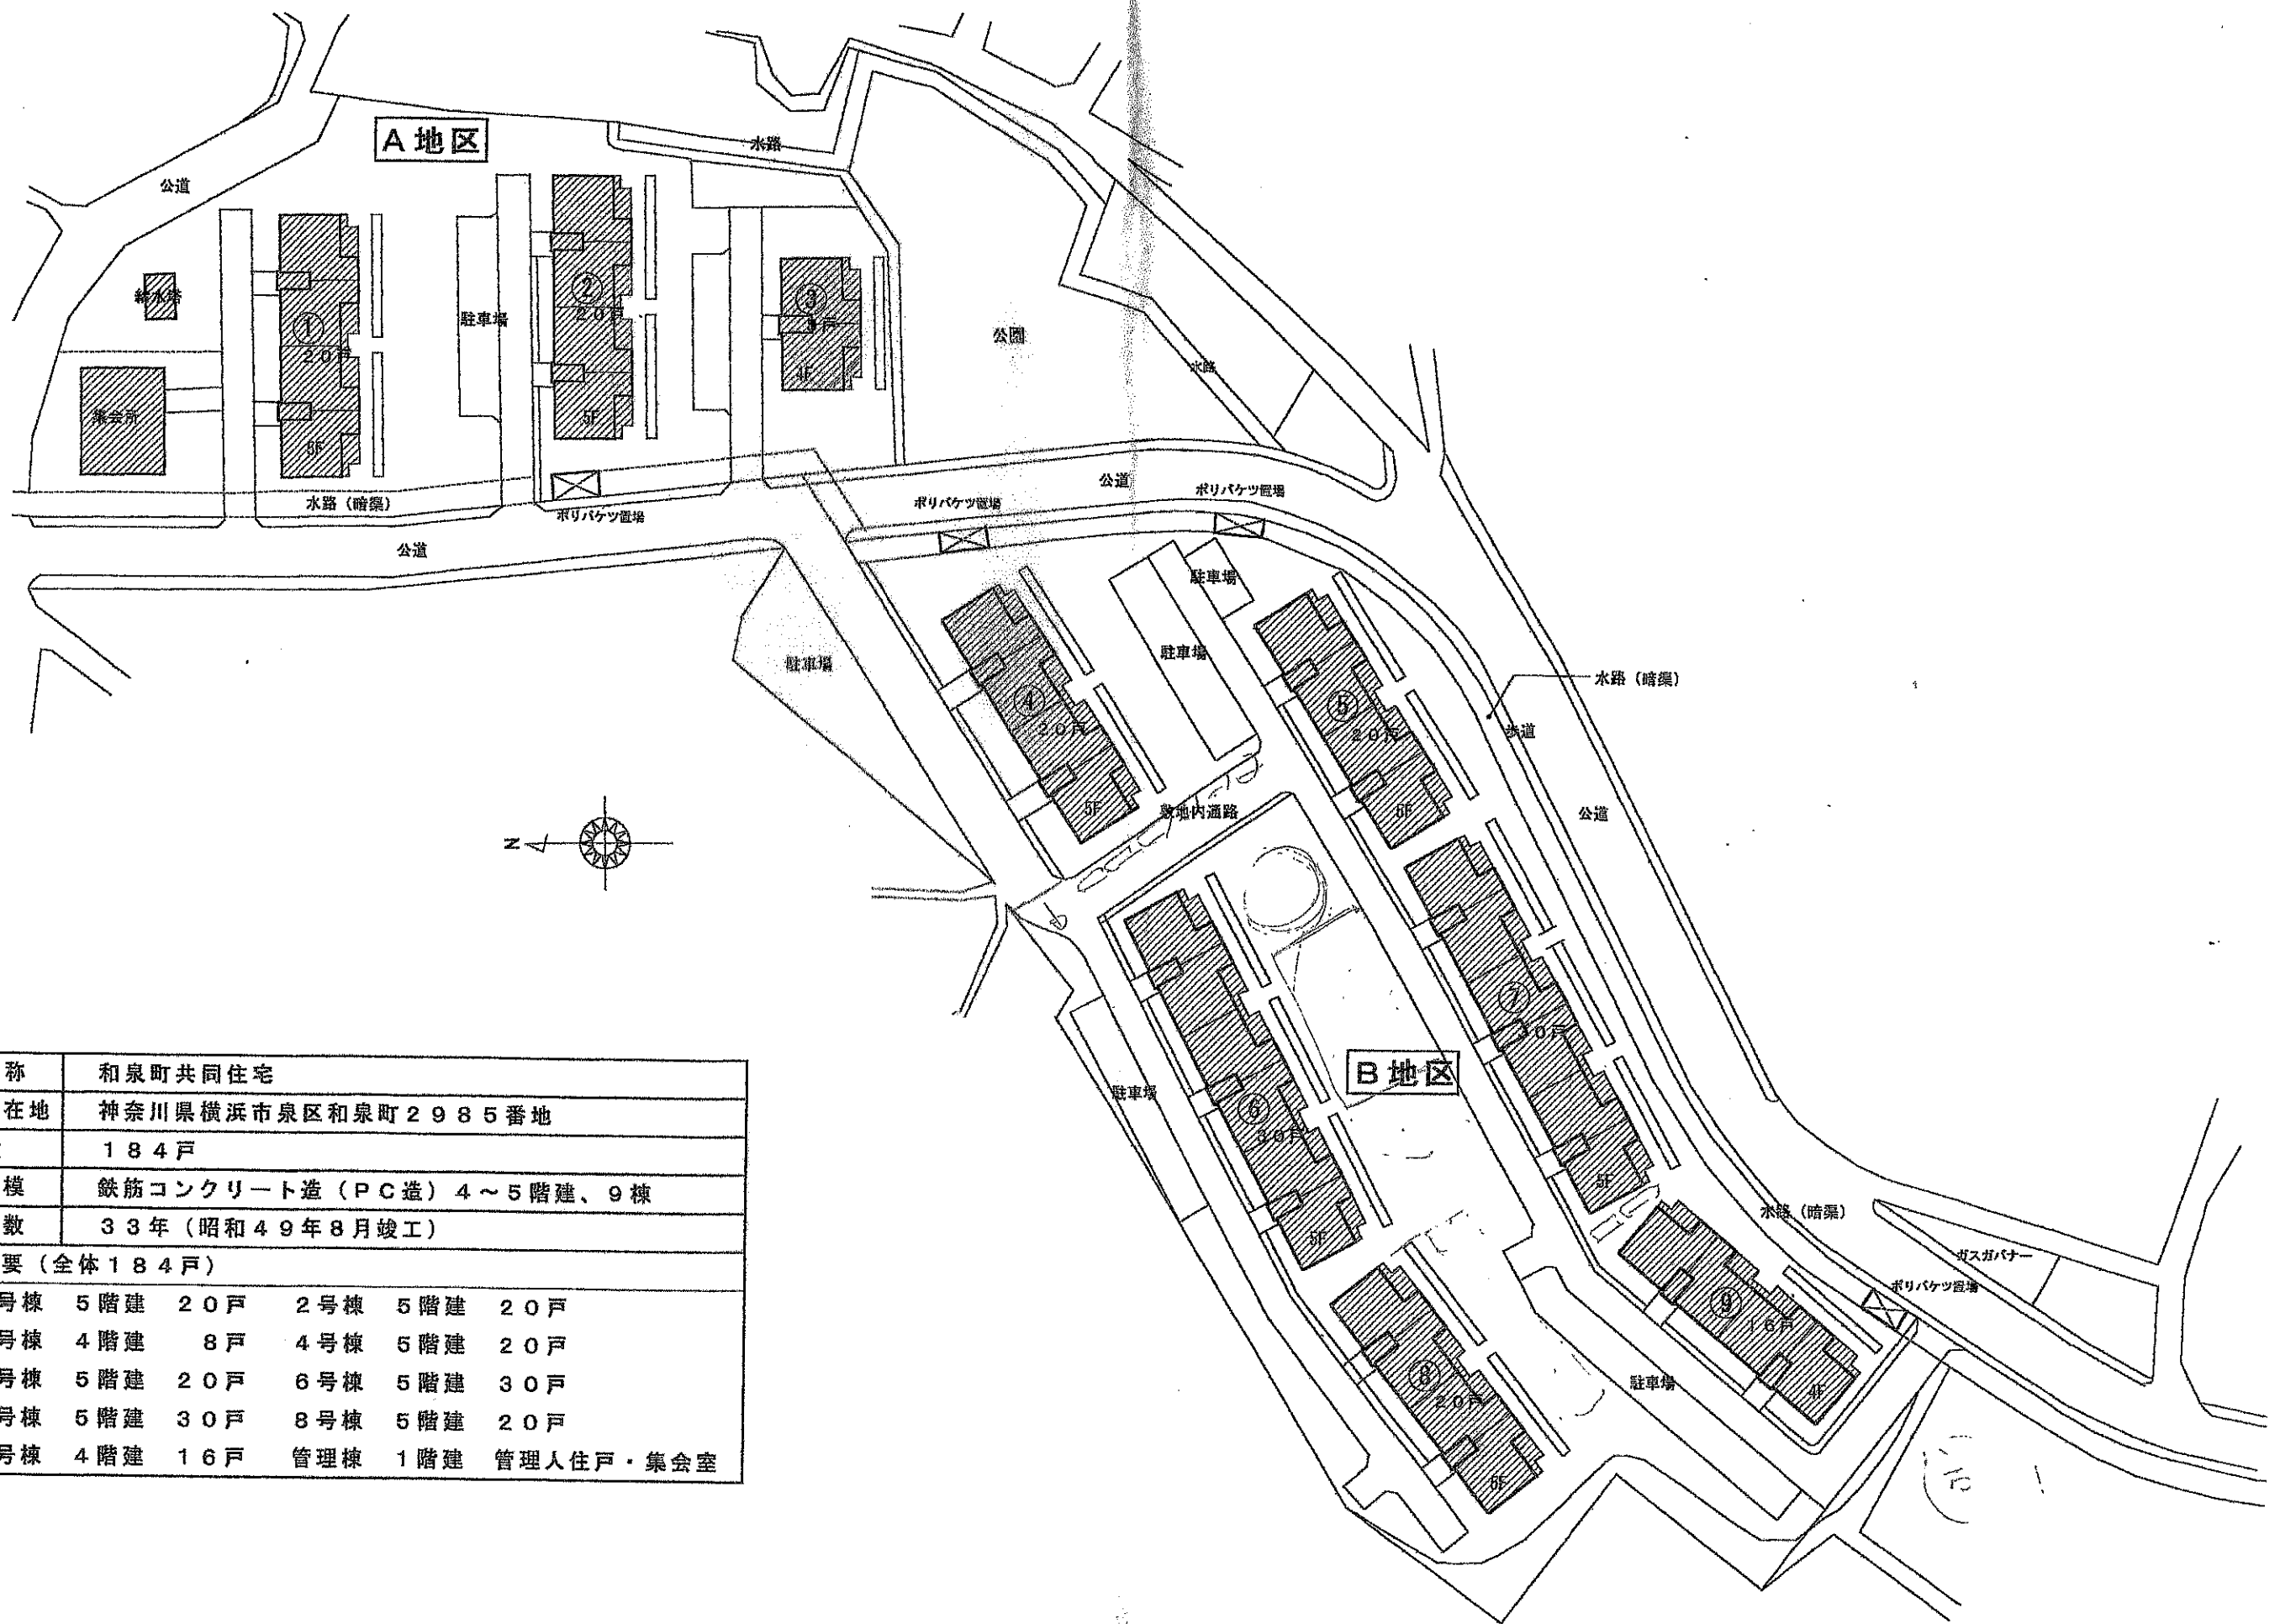 A地区
水路
公道
給水塔
①
20戸
5F
集会所
駐車場
②
20戸
5F
③
戸
4F
公園
水路
水路（暗渠）
ポリバケツ置場
公道
ポリバケツ置場
公道
ポリバケツ置場
駐車場
駐車場
駐車場
④
20戸
5F
⑤
20戸
5F
水路（暗渠）
歩道
公道
敷地内通路
N
⑥
30戸
5F
⑦
30戸
5F
B地区
駐車場
⑧
20戸
5F
⑨
16戸
4F
駐車場
水路（暗渠）
ガスガバナー
ポリバケツ置場
称 和泉町共同住宅
在地 神奈川県横浜市泉区和泉町2985番地
184戸
模 鉄筋コンクリート造（PC造）4～5階建、9棟
数 33年（昭和49年8月竣工）
要（全体184戸）
号棟 5階建 20戸 2号棟 5階建 20戸
号棟 4階建 8戸 4号棟 5階建 20戸
号棟 5階建 20戸 6号棟 5階建 30戸
号棟 5階建 30戸 8号棟 5階建 20戸
号棟 4階建 16戸 管理棟 1階建 管理人住戸・集会室